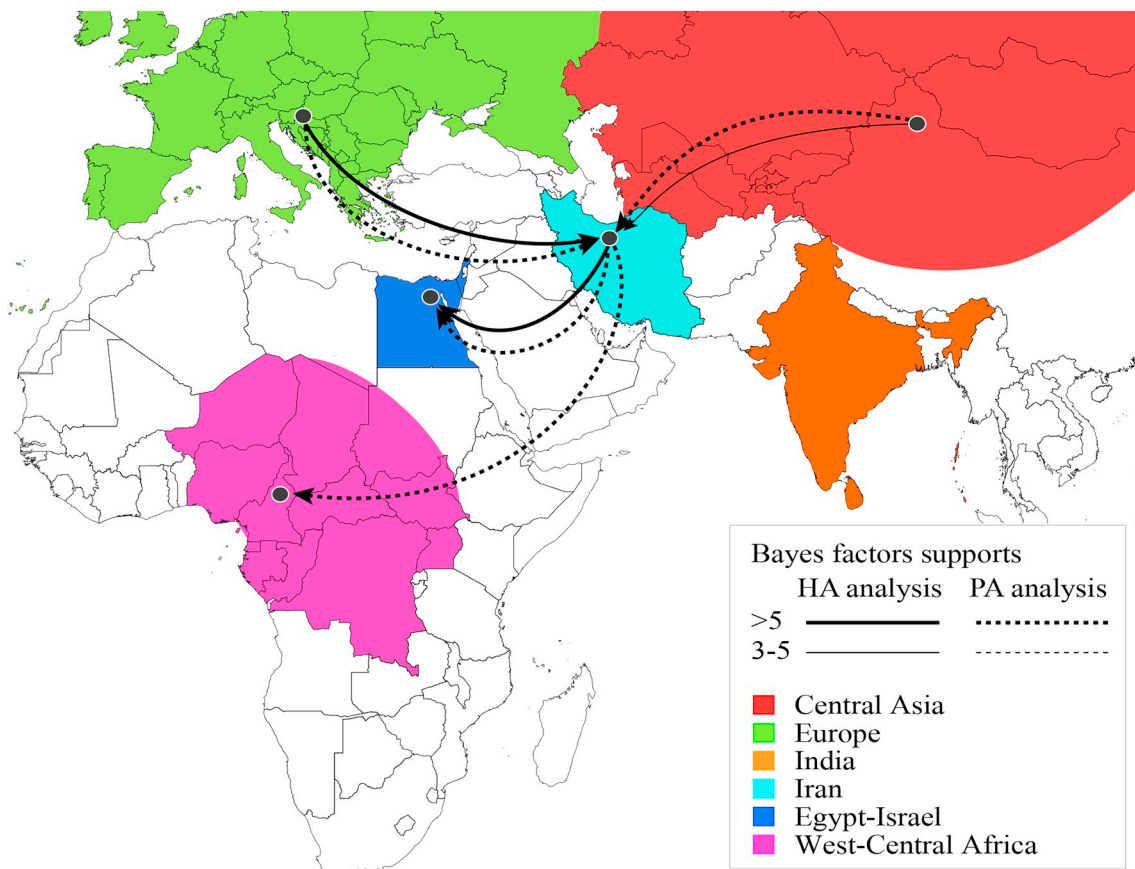 Bayes factors supports
HA analysis PA analysis
>5
3-5
Central Asia
Europe
India
Iran
Egypt-Israel
West-Central Africa